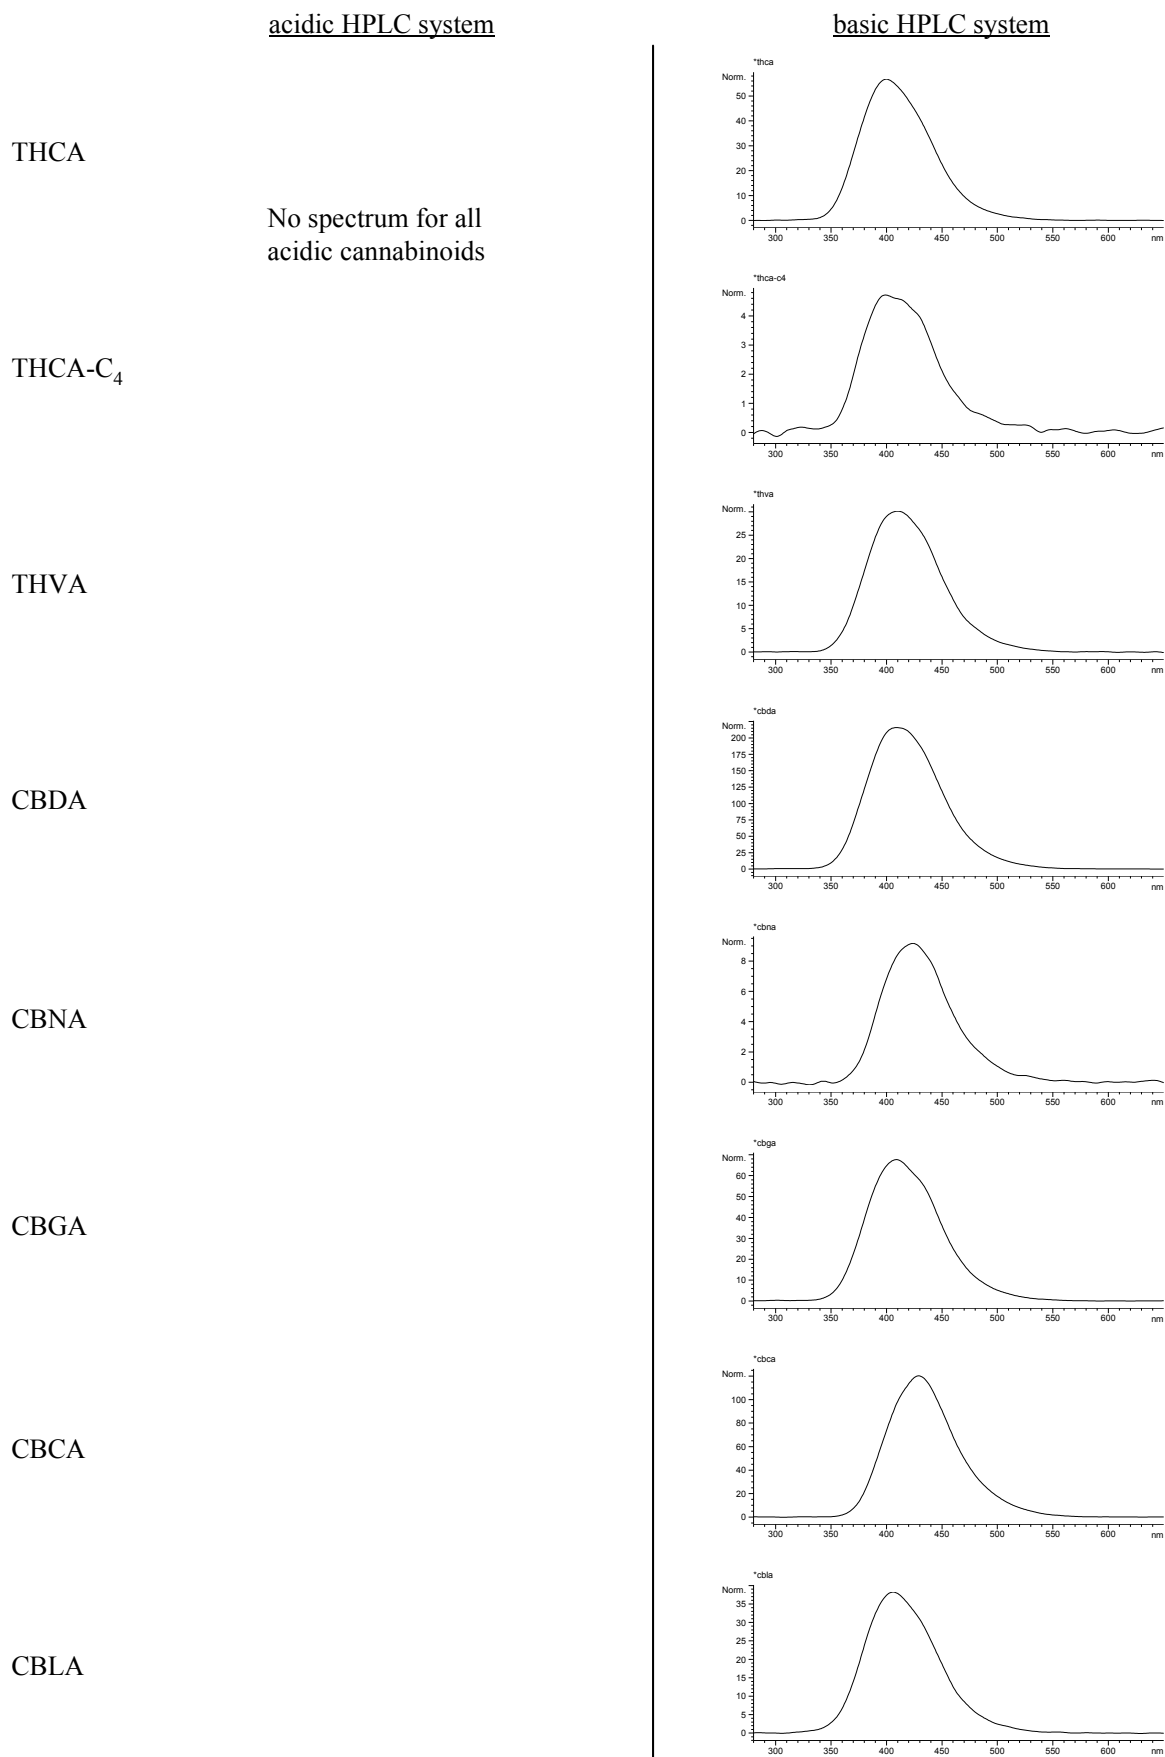 acidic HPLC system
basic HPLC system
THCA
No spectrum for all
acidic cannabinoids
*thca
Norm.
50
40
30
20
10
0
300 350 400 450 500 550 600 nm
THCA-C4
*thca-c4
Norm.
4
3
2
1
0
300 350 400 450 500 550 600 nm
THVA
*thva
Norm.
25
20
15
10
5
0
300 350 400 450 500 550 600 nm
CBDA
*cbda
Norm.
200
175
150
125
100
75
50
25
0
300 350 400 450 500 550 600 nm
CBNA
*cbna
Norm.
8
6
4
2
0
300 350 400 450 500 550 600 nm
CBGA
*cbga
Norm.
60
50
40
30
20
10
0
300 350 400 450 500 550 600 nm
CBCA
*cbca
Norm.
100
80
60
40
20
0
300 350 400 450 500 550 600 nm
CBLA
*cbla
Norm.
35
30
25
20
15
10
5
0
300 350 400 450 500 550 600 nm